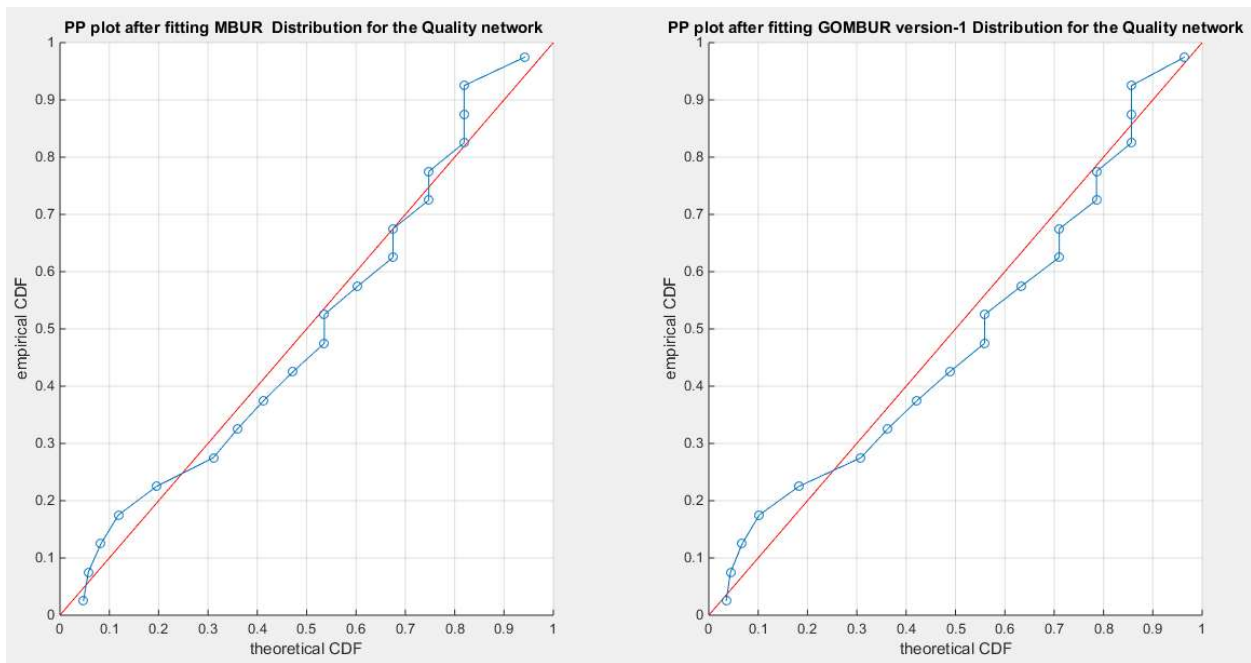 PP plot after fitting MBUR Distribution for the Quality network
1
0.9
0.8
0.7
0.6
0.5
0.4
0.3
0.2
0.1
0
empirical CDF
0 0.1 0.2 0.3 0.4 0.5 0.6 0.7 0.8 0.9 1
theoretical CDF
PP plot after fitting GOMBUR version-1 Distribution for the Quality network
1
0.9
0.8
0.7
0.6
0.5
0.4
0.3
0.2
0.1
0
empirical CDF
0 0.1 0.2 0.3 0.4 0.5 0.6 0.7 0.8 0.9 1
theoretical CDF